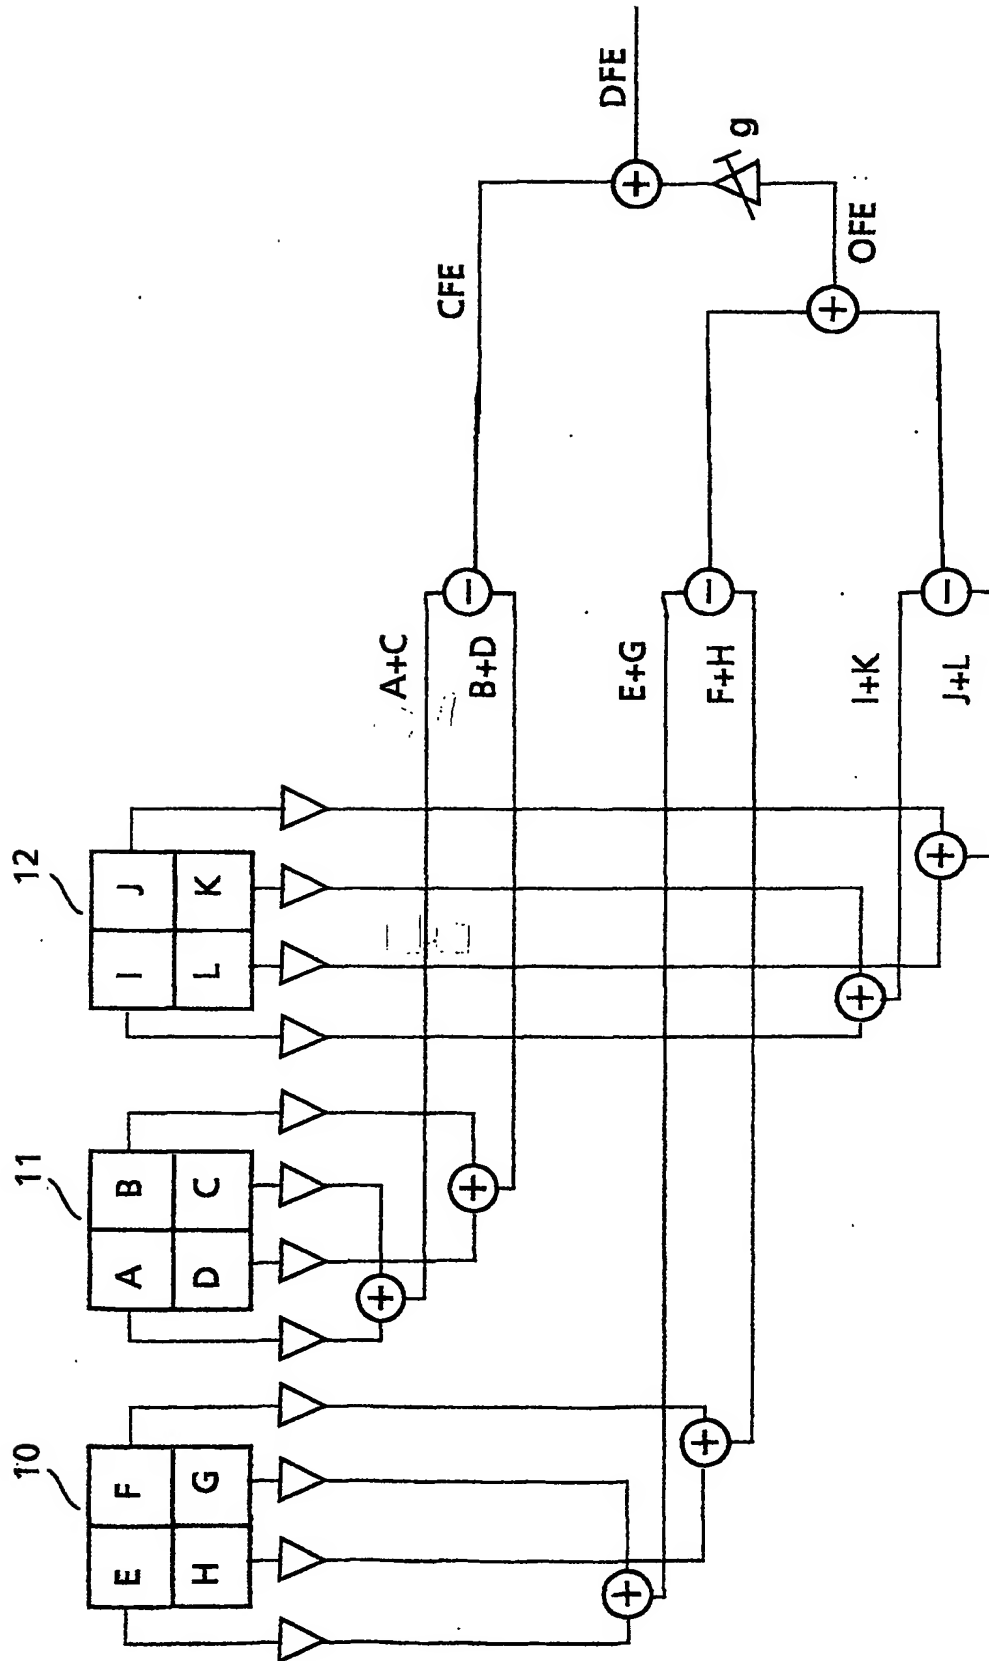 10
E F
H G
11
A B
D C
12
I J
L K
A+C
B+D
E+G
F+H
I+K
J+L
CFE
OFE
g
DFE
+
+
+
+
+
+
−
−
−
+
+